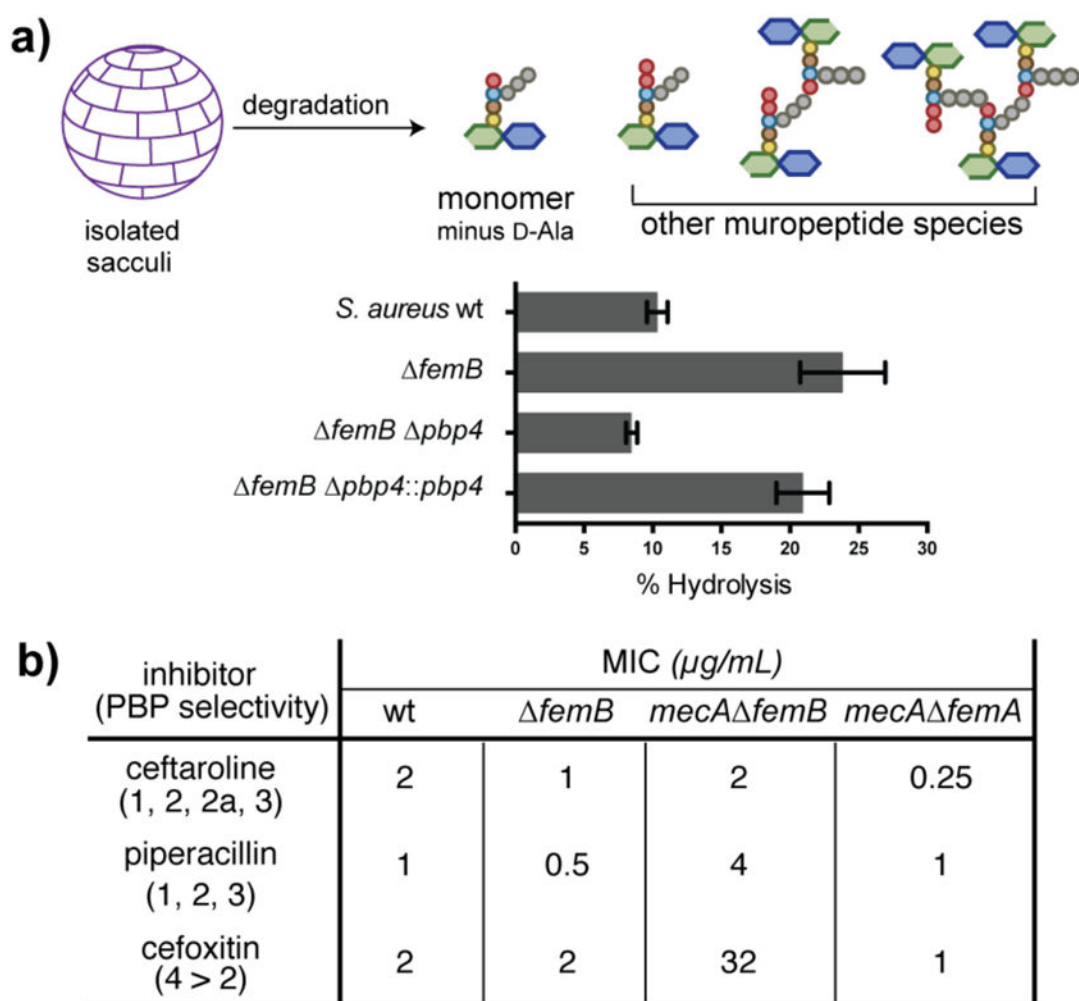 a)
degradation
isolated
sacculi
monomer
minus D-Ala
other muropeptide species
S. aureus wt
ΔfemB
ΔfemB Δpbp4
ΔfemB Δpbp4::pbp4
0 5 10 15 20 25 30
% Hydrolysis
b)
inhibitor
(PBP selectivity)
MIC (µg/mL)
wt ΔfemB mecAΔfemB mecAΔfemA
ceftaroline
(1, 2, 2a, 3)
2 1 2 0.25
piperacillin
(1, 2, 3)
1 0.5 4 1
cefoxitin
(4 > 2)
2 2 32 1